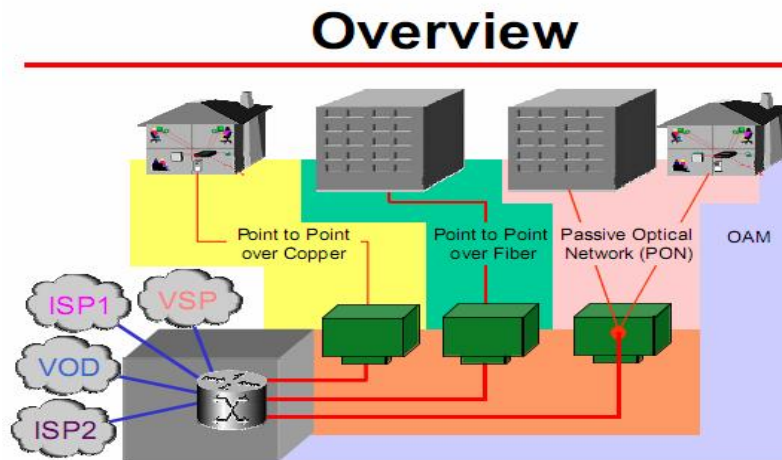 Overview
Point to Point
over Copper
Point to Point
over Fiber
Passive Optical
Network (PON)
OAM
ISP1
VSP
VOD
ISP2